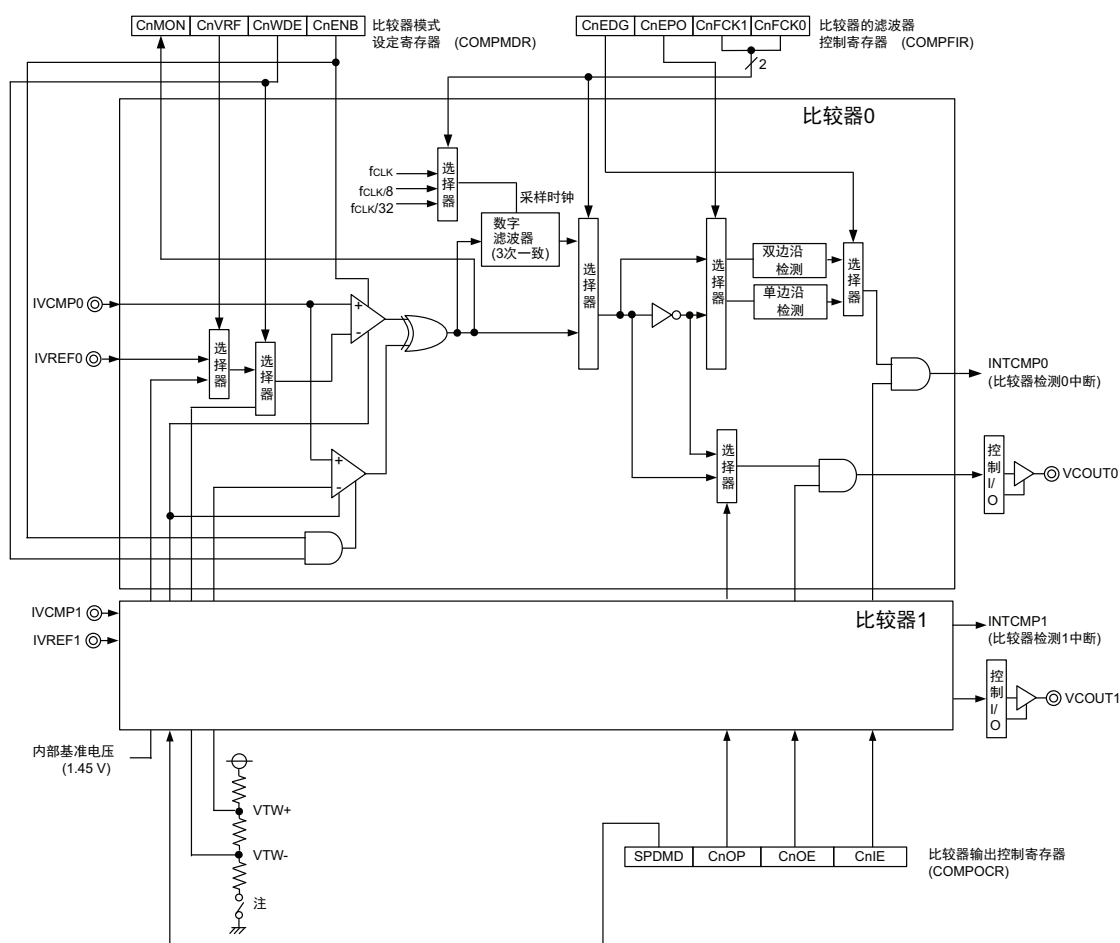 CnMON CnVRF CnWDE CnENB
比较器模式
设定寄存器 (COMPMDR)
CnEDG CnEPO CnFCK1 CnFCK0
比较器的滤波器
控制寄存器 (COMPFIR)
2
比较器0
选择器
fCLK
fCLK/8
fCLK/32
采样时钟
数字
滤波器
(3次一致)
选择器
选择器
双边沿
检测
单边沿
检测
选择器
IVCMP0
+
-
IVREF0
选择器
选择器
INTCMP0
(比较器检测0中断)
+
-
选择器
控制I/O
VCOUT0
IVCMP1
IVREF1
比较器1
INTCMP1
(比较器检测1中断)
控制I/O
VCOUT1
内部基准电压
(1.45 V)
VTW+
VTW-
注
SPDMD CnOP CnOE CnIE
比较器输出控制寄存器
(COMPOCR)